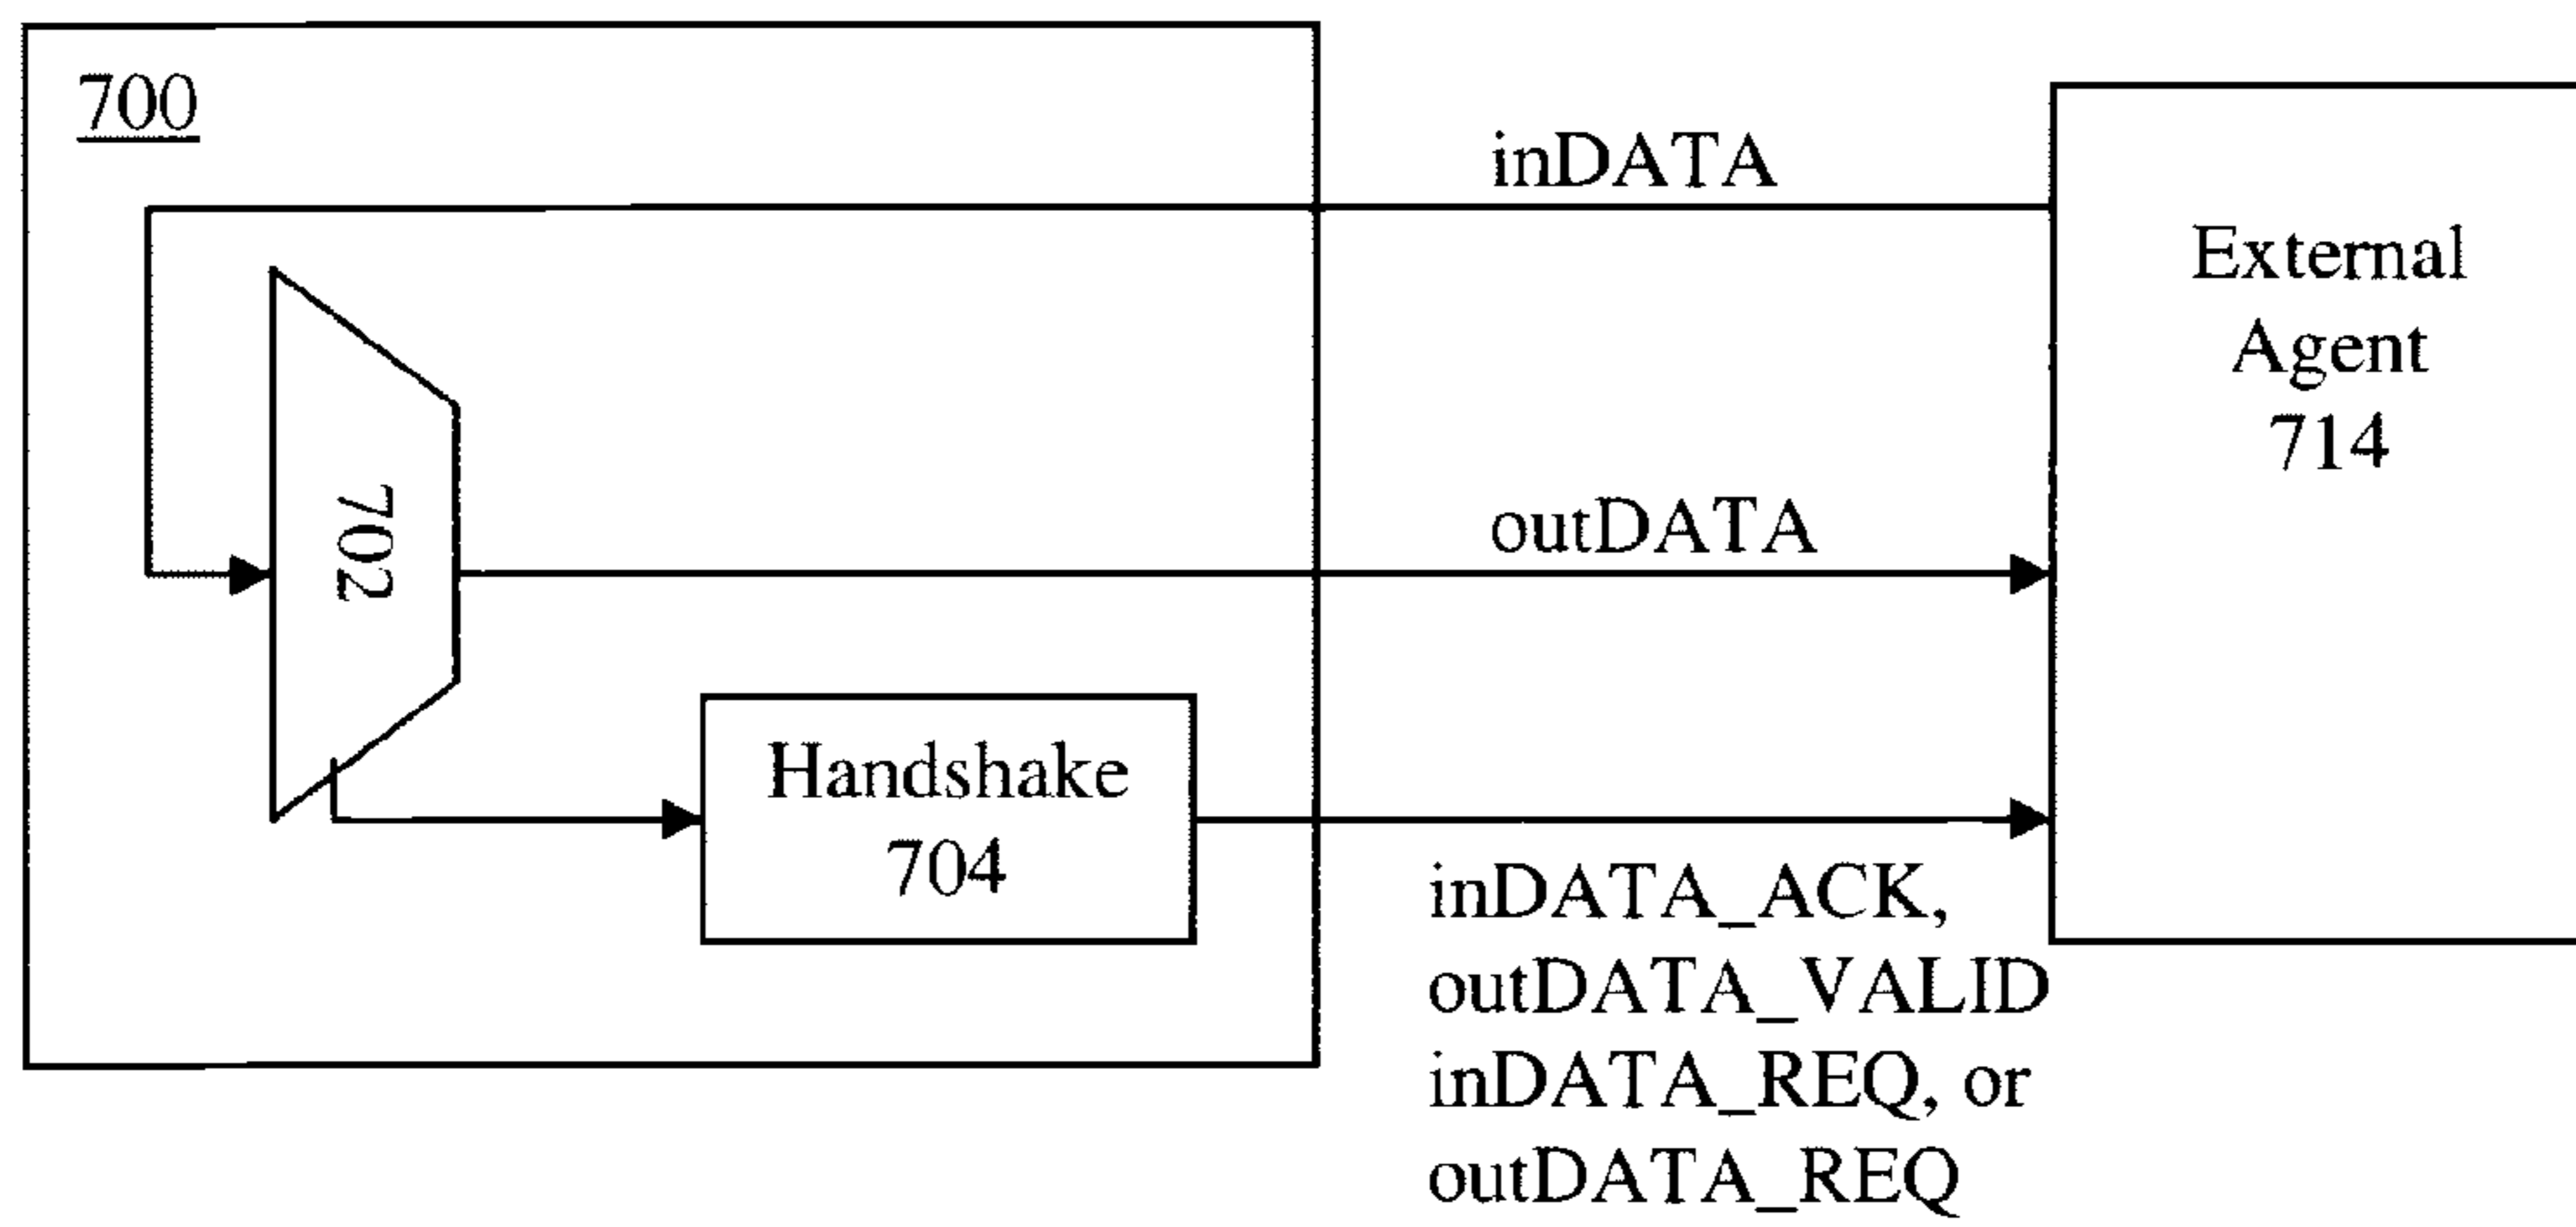 700
inDATA
External
Agent
714
outDATA
702
Handshake
704
inDATA_ACK,
outDATA_VALID
inDATA_REQ, or
outDATA_REQ